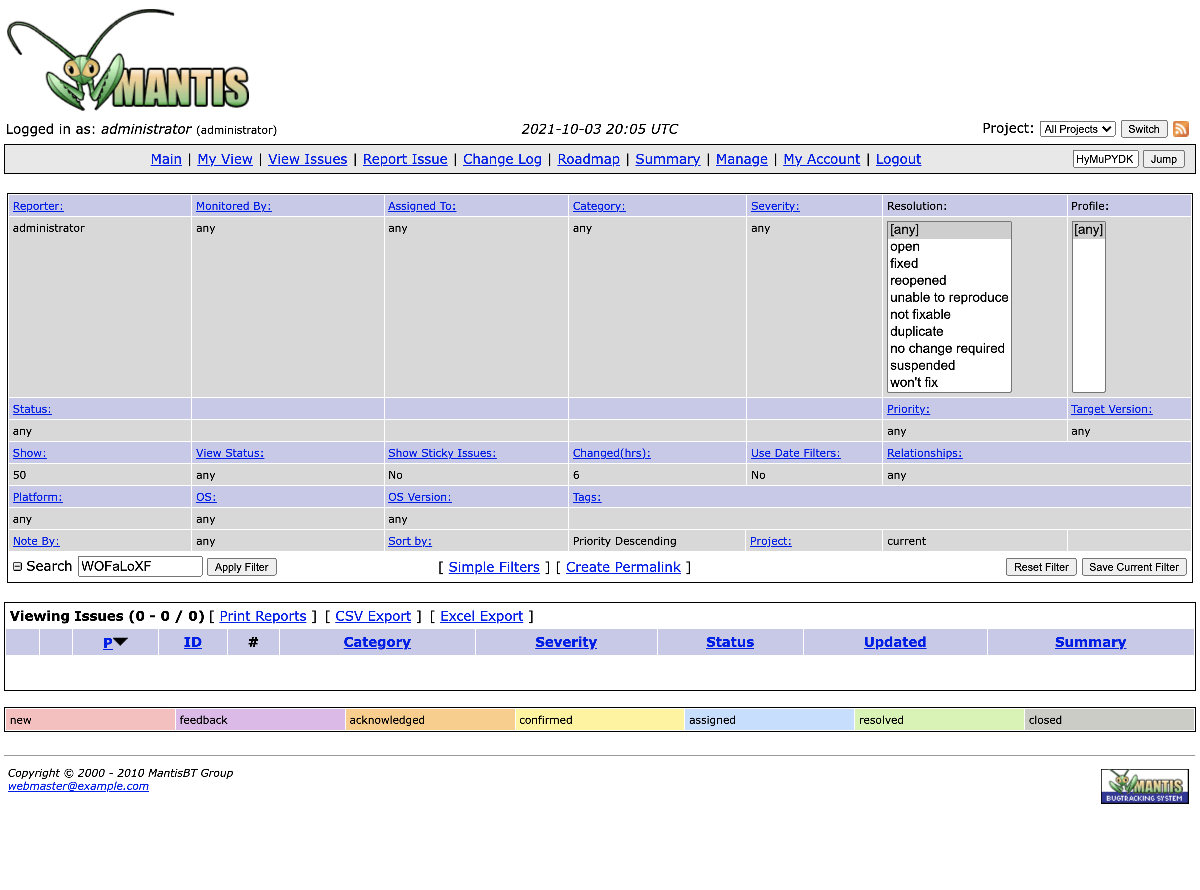 MANTIS
Logged in as: administrator (administrator) 2021-10-03 20:05 UTC Project: All Projects Switch
Main | My View | View Issues | Report Issue | Change Log | Roadmap | Summary | Manage | My Account | Logout HyMuPYDK Jump
Reporter: Monitored By: Assigned To: Category: Severity: Resolution: Profile:
administrator any any any any [any] [any]
open
fixed
reopened
unable to reproduce
not fixable
duplicate
no change required
suspended
won't fix
Status: Priority: Target Version:
any any any
Show: View Status: Show Sticky Issues: Changed(hrs): Use Date Filters: Relationships:
50 any No 6 No any
Platform: OS: OS Version: Tags:
any any any
Note By: any Sort by: Priority Descending Project: current
Search WOFaLoXF Apply Filter [ Simple Filters ] [ Create Permalink ] Reset Filter Save Current Filter
Viewing Issues (0 - 0 / 0) [ Print Reports ] [ CSV Export ] [ Excel Export ]
P ID # Category Severity Status Updated Summary
new feedback acknowledged confirmed assigned resolved closed
Copyright © 2000 - 2010 MantisBT Group
webmaster@example.com
MANTIS
BUGTRACKING SYSTEM